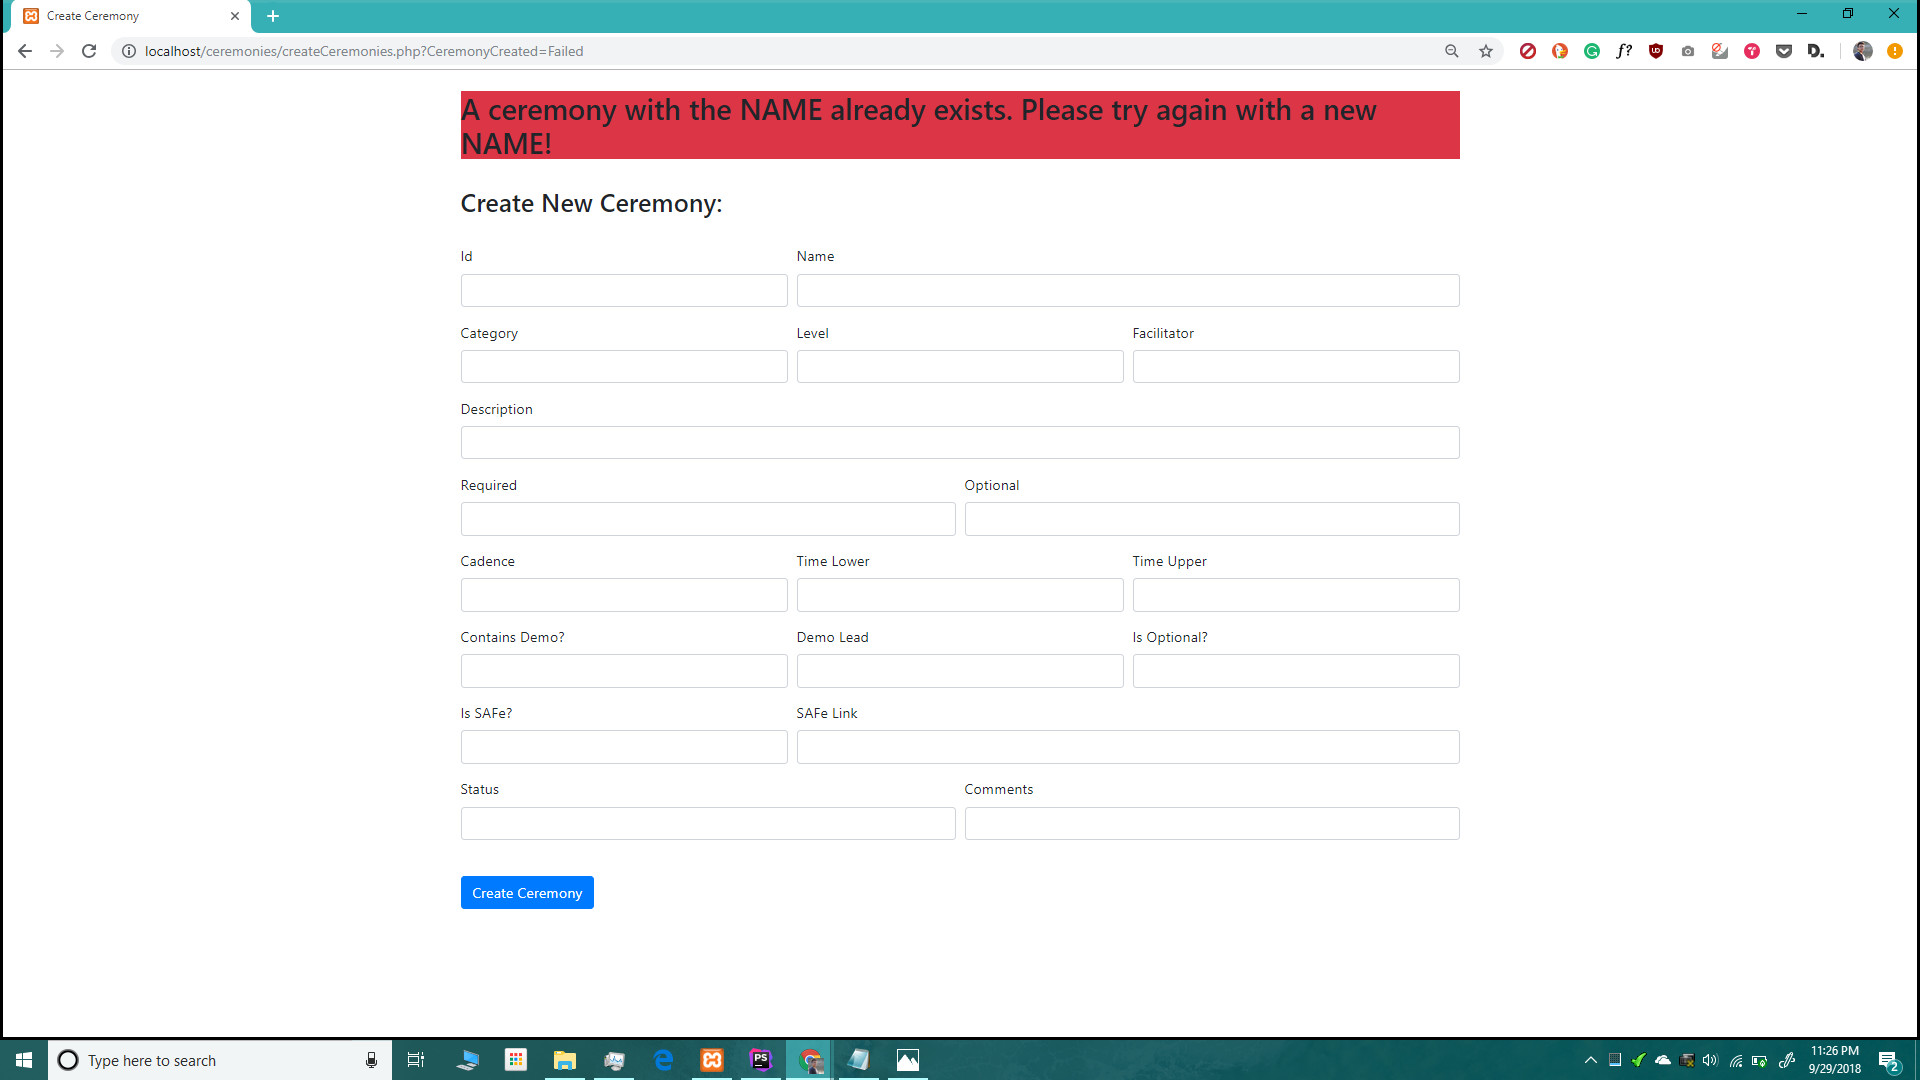 Create Ceremony
localhost/ceremonies/createCeremonies.php?CeremonyCreated=Failed
f?
UD
D.
A ceremony with the NAME already exists. Please try again with a new
NAME!
Create New Ceremony:
Id Name
Category Level Facilitator
Description
Required Optional
Cadence Time Lower Time Upper
Contains Demo? Demo Lead Is Optional?
Is SAFe? SAFe Link
Status Comments
Create Ceremony
Type here to search
PS
11:26 PM
9/29/2018
2